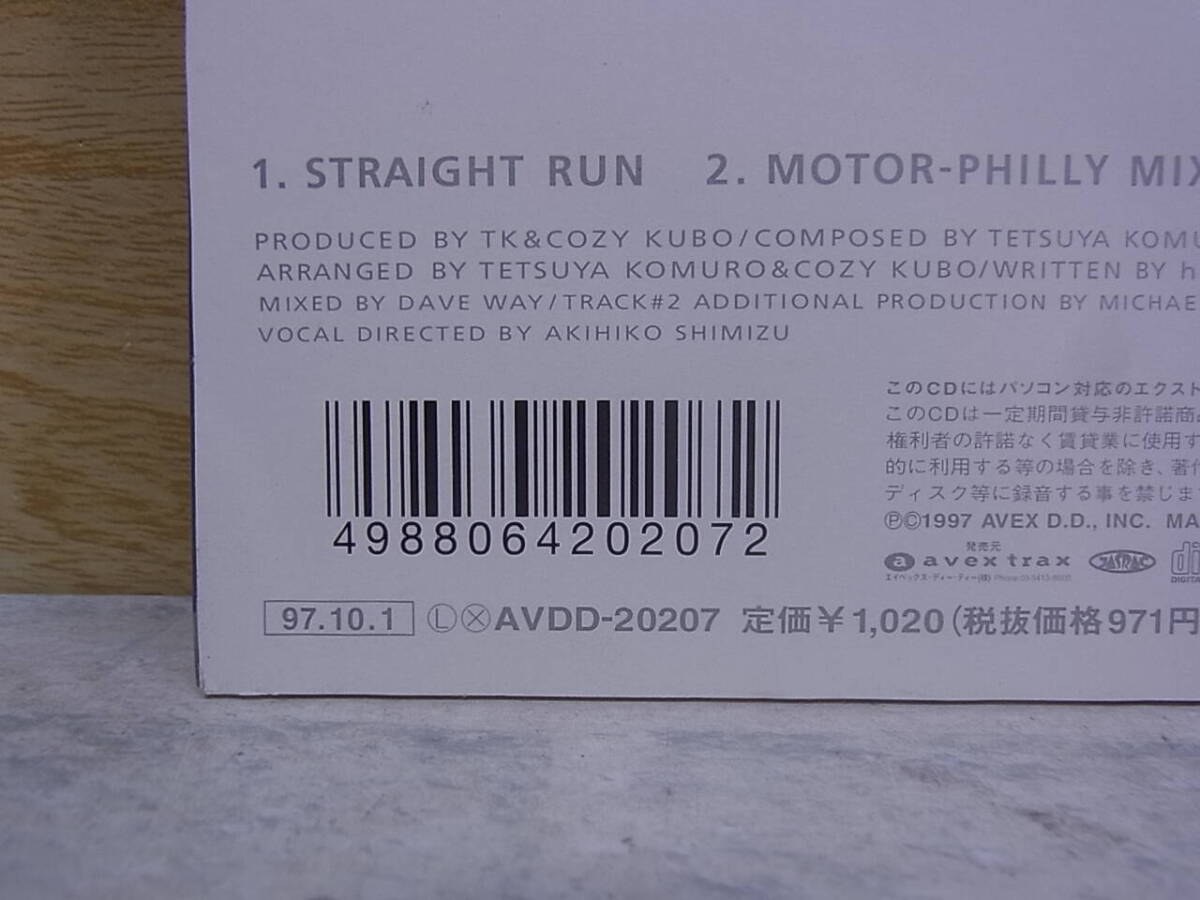 1. STRAIGHT RUN 2. MOTOR-PHILLY MIX
PRODUCED BY TK&COZY KUBO/COMPOSED BY TETSUYA KOMU
ARRANGED BY TETSUYA KOMURO&COZY KUBO/WRITTEN BY h
MIXED BY DAVE WAY/TRACK#2 ADDITIONAL PRODUCTION BY MICHAE
VOCAL DIRECTED BY AKIHIKO SHIMIZU
このCDにはパソコン対応のエクスト
このCDは一定期間貸与非許諾商
権利者の許諾なく賃貸業に使用す
的に利用する等の場合を除き、著作
ディスク等に録音する事を禁じま
ⓅⒸ1997 AVEX D.D., INC. MA
4988064202072
発売元
a avex trax JASRAC
エイベックス・ディー・ディー(株)
DIGITA
97.10.1 ⓁⓍAVDD-20207 定価¥1,020(税抜価格971円